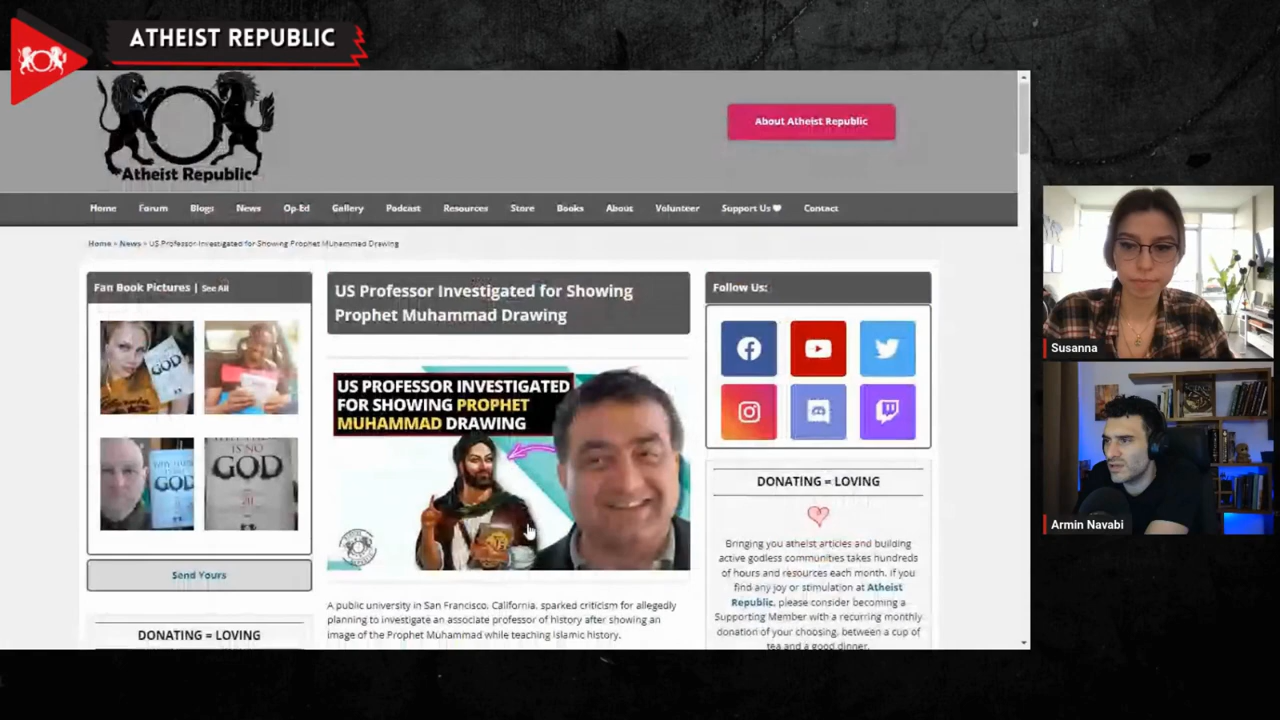 ATHEIST REPUBLIC
Atheist Republic
About Atheist Republic
Home Forum Blogs News Op-Ed Gallery Podcast Resources Store Books About Volunteer Support Us Contact
Home » News » US Professor Investigated for Showing Prophet Muhammad Drawing
Fan Book Pictures | See All
GOD
GOD
IS NO
GOD
Send Yours
DONATING = LOVING
US Professor Investigated for Showing
Prophet Muhammad Drawing
US PROFESSOR INVESTIGATED
FOR SHOWING PROPHET
MUHAMMAD DRAWING
A public university in San Francisco, California, sparked criticism for allegedly
planning to investigate an associate professor of history after showing an
image of the Prophet Muhammad while teaching Islamic history.
Follow Us:
DONATING = LOVING
Bringing you atheist articles and building
active godless communities takes hundreds
of hours and resources each month. If you
find any joy or stimulation at Atheist
Republic, please consider becoming a
Supporting Member with a recurring monthly
donation of your choosing, between a cup of
tea and a good dinner.
Susanna
Armin Navabi